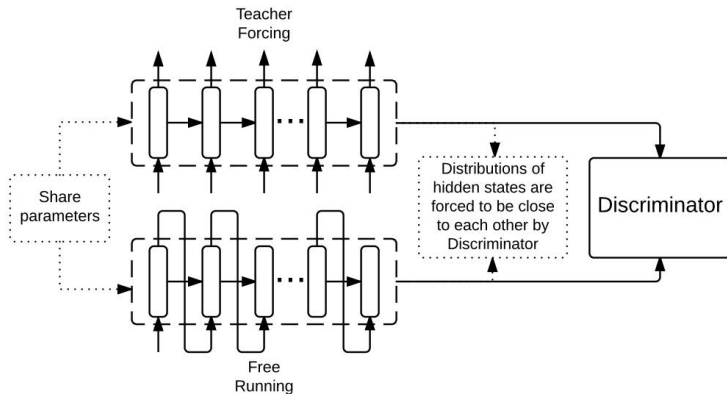 Teacher
Forcing
Share
parameters
Distributions of
hidden states are
forced to be close
to each other by
Discriminator
Discriminator
Free
Running